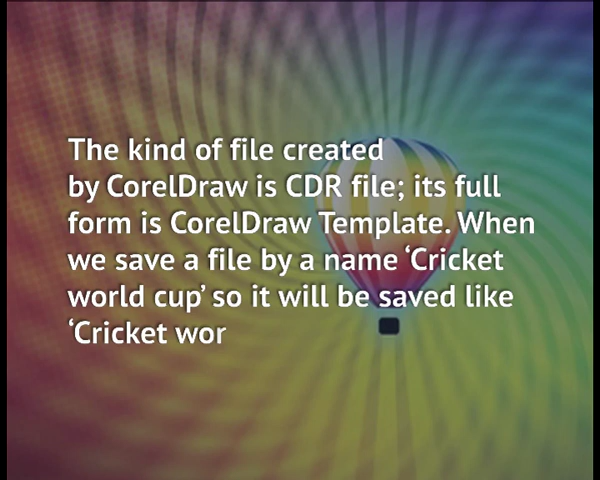 The kind of file created
by CorelDraw is CDR file; its full
form is CorelDraw Template. When
we save a file by a name ‘Cricket
world cup’ so it will be saved like
‘Cricket wor